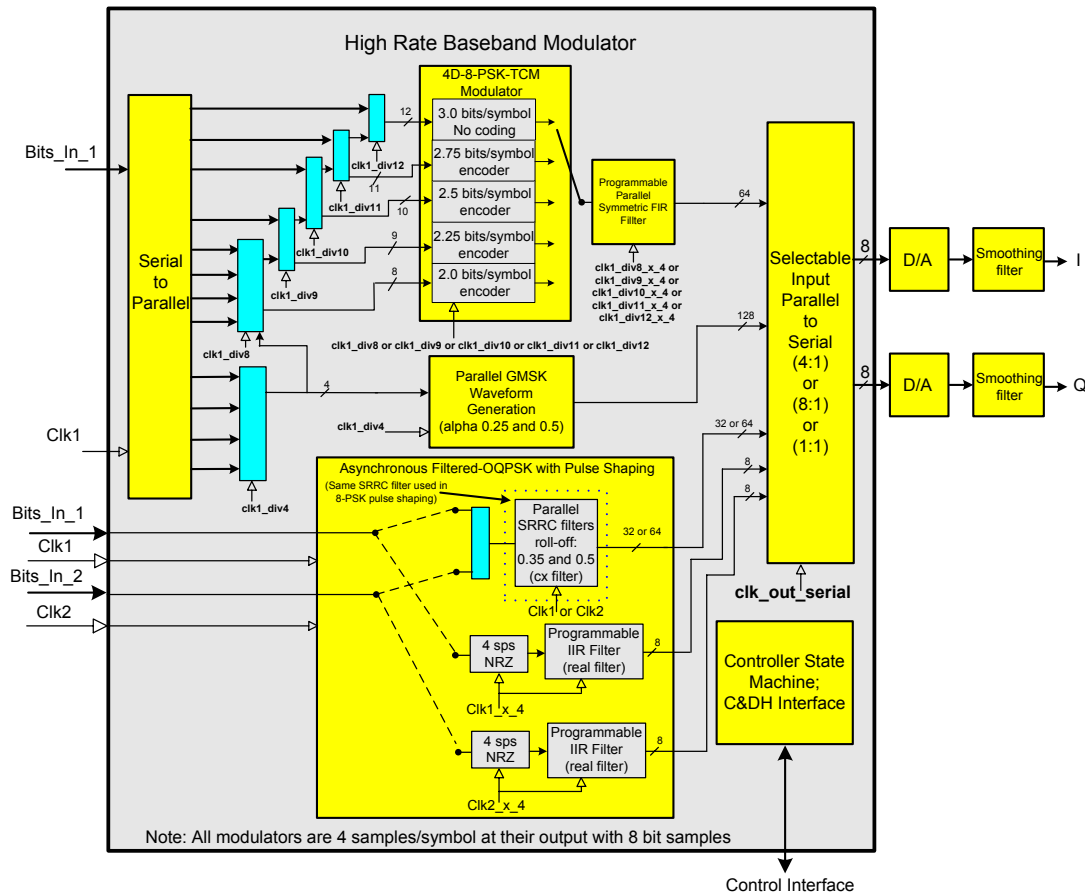 High Rate Baseband Modulator
Bits_In_1
Clk1
Serial
to
Parallel
clk1_div12
clk1_div11
clk1_div10
clk1_div9
clk1_div8
clk1_div4
12
11
10
9
8
4
4D-8-PSK-TCM
Modulator
3.0 bits/symbol
No coding
2.75 bits/symbol
encoder
2.5 bits/symbol
encoder
2.25 bits/symbol
encoder
2.0 bits/symbol
encoder
clk1_div8 or clk1_div9 or clk1_div10 or clk1_div11 or clk1_div12
Programmable
Parallel
Symmetric FIR
Fillter
clk1_div8_x_4 or
clk1_div9_x_4 or
clk1_div10_x_4 or
clk1_div11_x_4 or
clk1_div12_x_4
64
128
Parallel GMSK
Waveform
Generation
(alpha 0.25 and 0.5)
clk1_div4
Selectable
Input
Parallel
to
Serial
(4:1)
or
(8:1)
or
(1:1)
clk_out_serial
8
D/A
Smoothing
filter
I
8
D/A
Smoothing
filter
Q
32 or 64
8
8
Bits_In_1
Clk1
Bits_In_2
Clk2
Asynchronous Filtered-OQPSK with Pulse Shaping
(Same SRRC filter used in
8-PSK pulse shaping)
Parallel
SRRC filters
roll-off:
0.35 and 0.5
(cx filter)
32 or 64
Clk1 or Clk2
4 sps
NRZ
Programmable
IIR Filter
(real filter)
8
Clk1_x_4
4 sps
NRZ
Programmable
IIR Filter
(real filter)
8
Clk2_x_4
Controller State
Machine;
C&DH Interface
Note: All modulators are 4 samples/symbol at their output with 8 bit samples
Control Interface